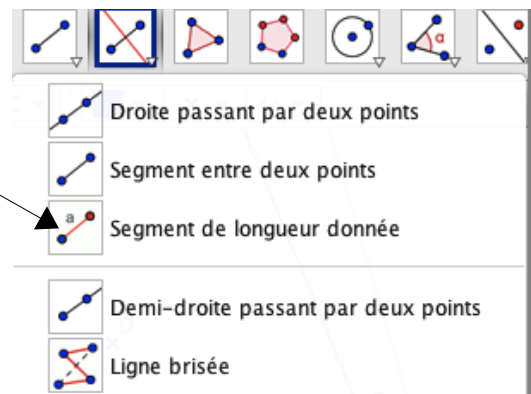 α
Droite passant par deux points
Segment entre deux points
a
Segment de longueur donnée
Demi-droite passant par deux points
Ligne brisée